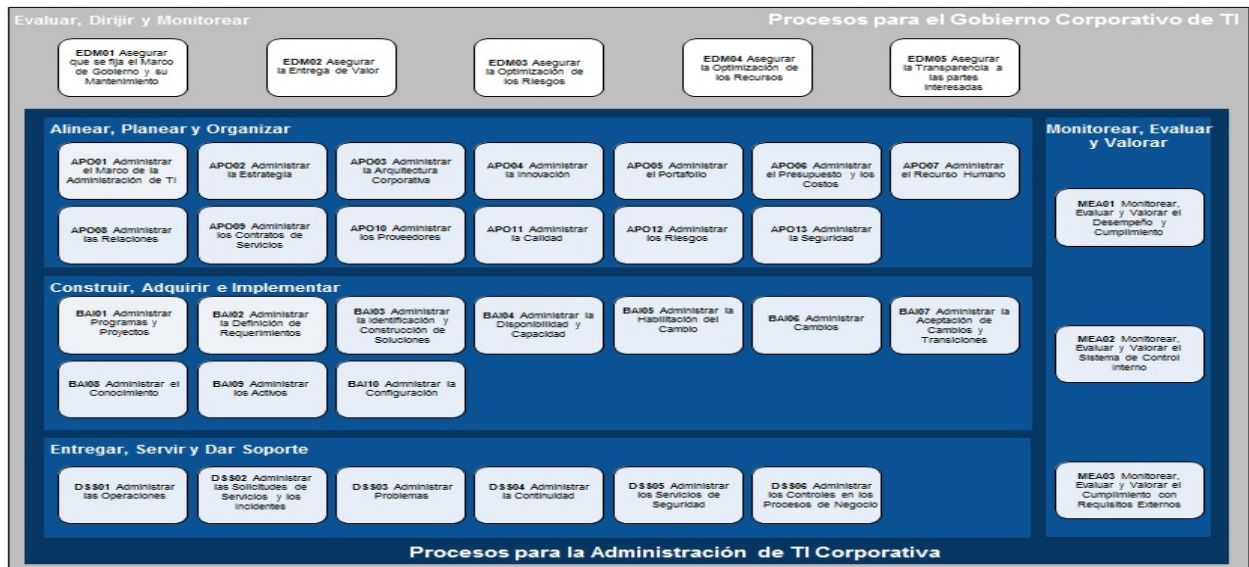 Evaluar, Dirijir y Monitorear
Procesos para el Gobierno Corporativo de TI
EDM01 Asegurar
que se fija el Marco
de Gobierno y su
Mantenimiento
EDM02 Asegurar
la Entrega de Valor
EDM03 Asegurar
la Optimización de
los Riesgos
EDM04 Asegurar
la Optimización de
los Recursos
EDM05 Asegurar
la Transparencia a
las partes
interesadas
Alinear, Planear y Organizar
APO01 Administrar
el Marco de la
Administración de TI
APO02 Administrar
la Estrategia
APO03 Administrar
la Arquitectura
Corporativa
APO04 Administrar
la Innovación
APO05 Administrar
el Portafolio
APO06 Administrar
el Presupuesto y los
Costos
APO07 Administrar
el Recurso Humano
APO08 Administrar
las Relaciones
APO09 Administrar
los Contratos de
Servicios
APO10 Administrar
los Proveedores
APO11 Administrar
la Calidad
APO12 Administrar
los Riesgos
APO13 Administrar
la Seguridad
Construir, Adquirir e Implementar
BAI01 Administrar
Programas y
Proyectos
BAI02 Administrar
la Definición de
Requerimientos
BAI03 Administrar
la Identificación y
Construcción de
Soluciones
BAI04 Administrar la
Disponibilidad y
Capacidad
BAI05 Administrar la
Habilitación del
Cambio
BAI06 Administrar
Cambios
BAI07 Administrar la
Aceptación de
Cambios y
Transiciones
BAI08 Administrar el
Conocimiento
BAI09 Administrar
los Activos
BAI10 Admnistrar la
Configuración
Entregar, Servir y Dar Soporte
DSS01 Administrar
las Operaciones
DSS02 Administrar
las Solicitudes de
Servicios y los
Incidentes
DSS03 Administrar
Problemas
DSS04 Administrar
la Continuidad
DSS05 Administrar
los Servicios de
Seguridad
DSS06 Administrar
los Controles en los
Procesos de Negocio
Monitorear, Evaluar
y Valorar
MEA01 Monitorear,
Evaluar y Valorar el
Desempeño y
Cumplimiento
MEA02 Monitorear,
Evaluar y Valorar el
Sistema de Control
Interno
MEA03 Monitorear,
Evaluar y Valorar el
Cumplimiento con
Requisitos Externos
Procesos para la Administración de TI Corporativa